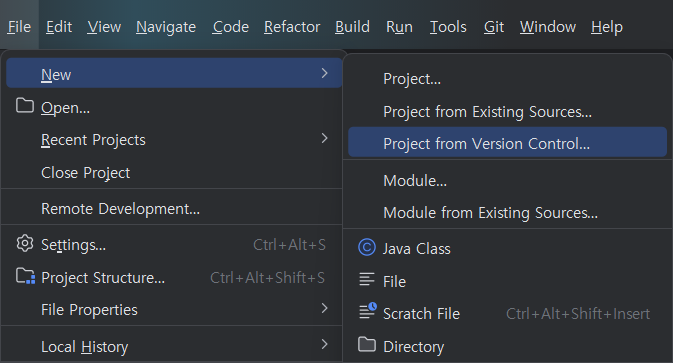 File Edit View Navigate Code Refactor Build Run Tools Git Window Help
New
Open...
Recent Projects
Close Project
Remote Development...
Settings... Ctrl+Alt+S
Project Structure... Ctrl+Alt+Shift+S
File Properties
Local History
Project...
Project from Existing Sources...
Project from Version Control...
Module...
Module from Existing Sources...
Java Class
File
Scratch File Ctrl+Alt+Shift+Insert
Directory